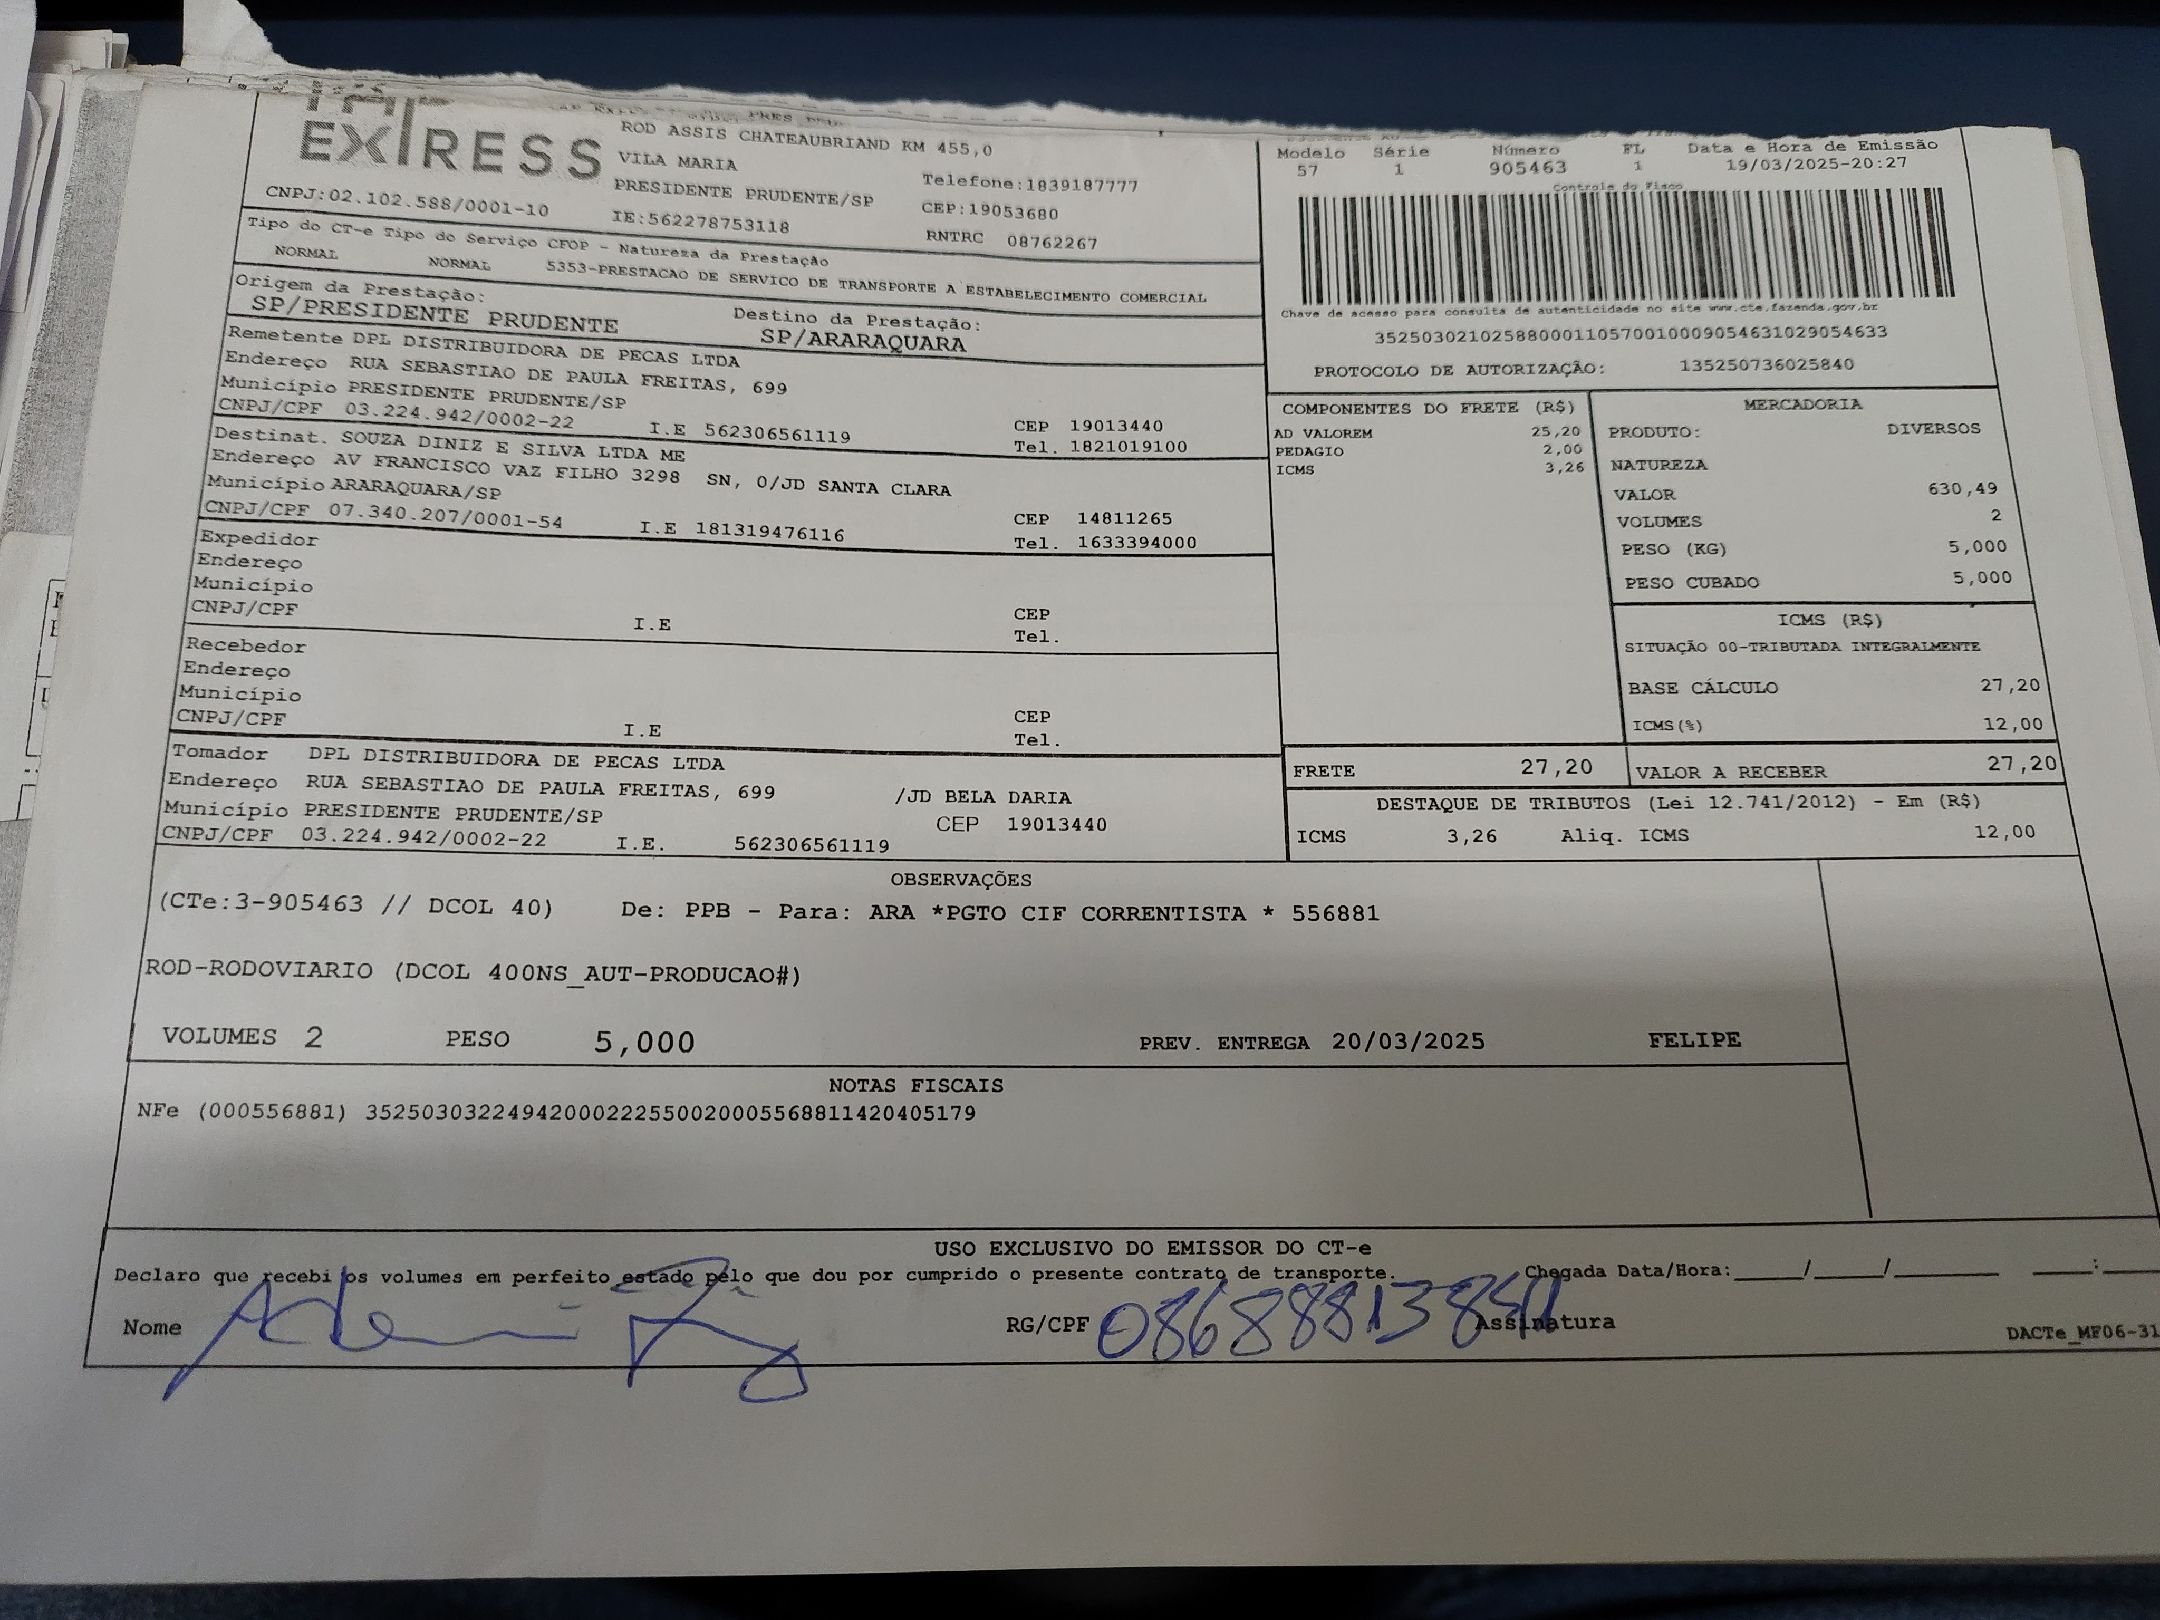 EXPRESS
ROD ASSIS CHATEAUBRIAND KM 455,0
VILA MARIA
Telefone:1839187777
PRESIDENTE PRUDENTE/SP
CEP:19053680
CNPJ:02.102.588/0001-10
IE:562278753118
RNTRC 08762267
Modelo Série Número FL Data e Hora de Emissão
57 1 905463 1 19/03/2025-20:27
Controle do Fisco
Chave de acesso para consulta de autenticidade no site www.cte.fazenda.gov.br
35250302102588000110570010009054631029054633
PROTOCOLO DE AUTORIZAÇÃO: 135250736025840
Tipo do CT-e Tipo do Serviço CFOP - Natureza da Prestação
NORMAL NORMAL 5353-PRESTACAO DE SERVICO DE TRANSPORTE A ESTABELECIMENTO COMERCIAL
Origem da Prestação: Destino da Prestação:
SP/PRESIDENTE PRUDENTE SP/ARARAQUARA
Remetente DPL DISTRIBUIDORA DE PECAS LTDA
Endereço RUA SEBASTIAO DE PAULA FREITAS, 699
Município PRESIDENTE PRUDENTE/SP CEP 19013440
CNPJ/CPF 03.224.942/0002-22 I.E 562306561119 Tel. 1821019100
Destinat. SOUZA DINIZ E SILVA LTDA ME
Endereço AV FRANCISCO VAZ FILHO 3298 SN, 0/JD SANTA CLARA
Município ARARAQUARA/SP CEP 14811265
CNPJ/CPF 07.340.207/0001-54 I.E 181319476116 Tel. 1633394000
Expedidor
Endereço
Município CEP
CNPJ/CPF I.E Tel.
Recebedor
Endereço
Município CEP
CNPJ/CPF I.E Tel.
Tomador DPL DISTRIBUIDORA DE PECAS LTDA
Endereço RUA SEBASTIAO DE PAULA FREITAS, 699 /JD BELA DARIA
Município PRESIDENTE PRUDENTE/SP CEP 19013440
CNPJ/CPF 03.224.942/0002-22 I.E. 562306561119
COMPONENTES DO FRETE (R$)
AD VALOREM 25,20
PEDAGIO 2,00
ICMS 3,26
MERCADORIA
PRODUTO: DIVERSOS
NATUREZA
VALOR 630,49
VOLUMES 2
PESO (KG) 5,000
PESO CUBADO 5,000
ICMS (R$)
SITUAÇÃO 00-TRIBUTADA INTEGRALMENTE
BASE CÁLCULO 27,20
ICMS(%) 12,00
FRETE 27,20 VALOR A RECEBER 27,20
DESTAQUE DE TRIBUTOS (Lei 12.741/2012) - Em (R$)
ICMS 3,26 Aliq. ICMS 12,00
OBSERVAÇÕES
(CTe:3-905463 // DCOL 40) De: PPB - Para: ARA *PGTO CIF CORRENTISTA * 556881
ROD-RODOVIARIO (DCOL 400NS_AUT-PRODUCAO#)
VOLUMES 2 PESO 5,000 PREV. ENTREGA 20/03/2025 FELIPE
NOTAS FISCAIS
NFe (000556881) 35250303224942000222550020005568811420405179
USO EXCLUSIVO DO EMISSOR DO CT-e
Declaro que recebi os volumes em perfeito estado pelo que dou por cumprido o presente contrato de transporte. Chegada Data/Hora:____/____/______ ____:____
Nome RG/CPF Assinatura
DACTe_MF06-31